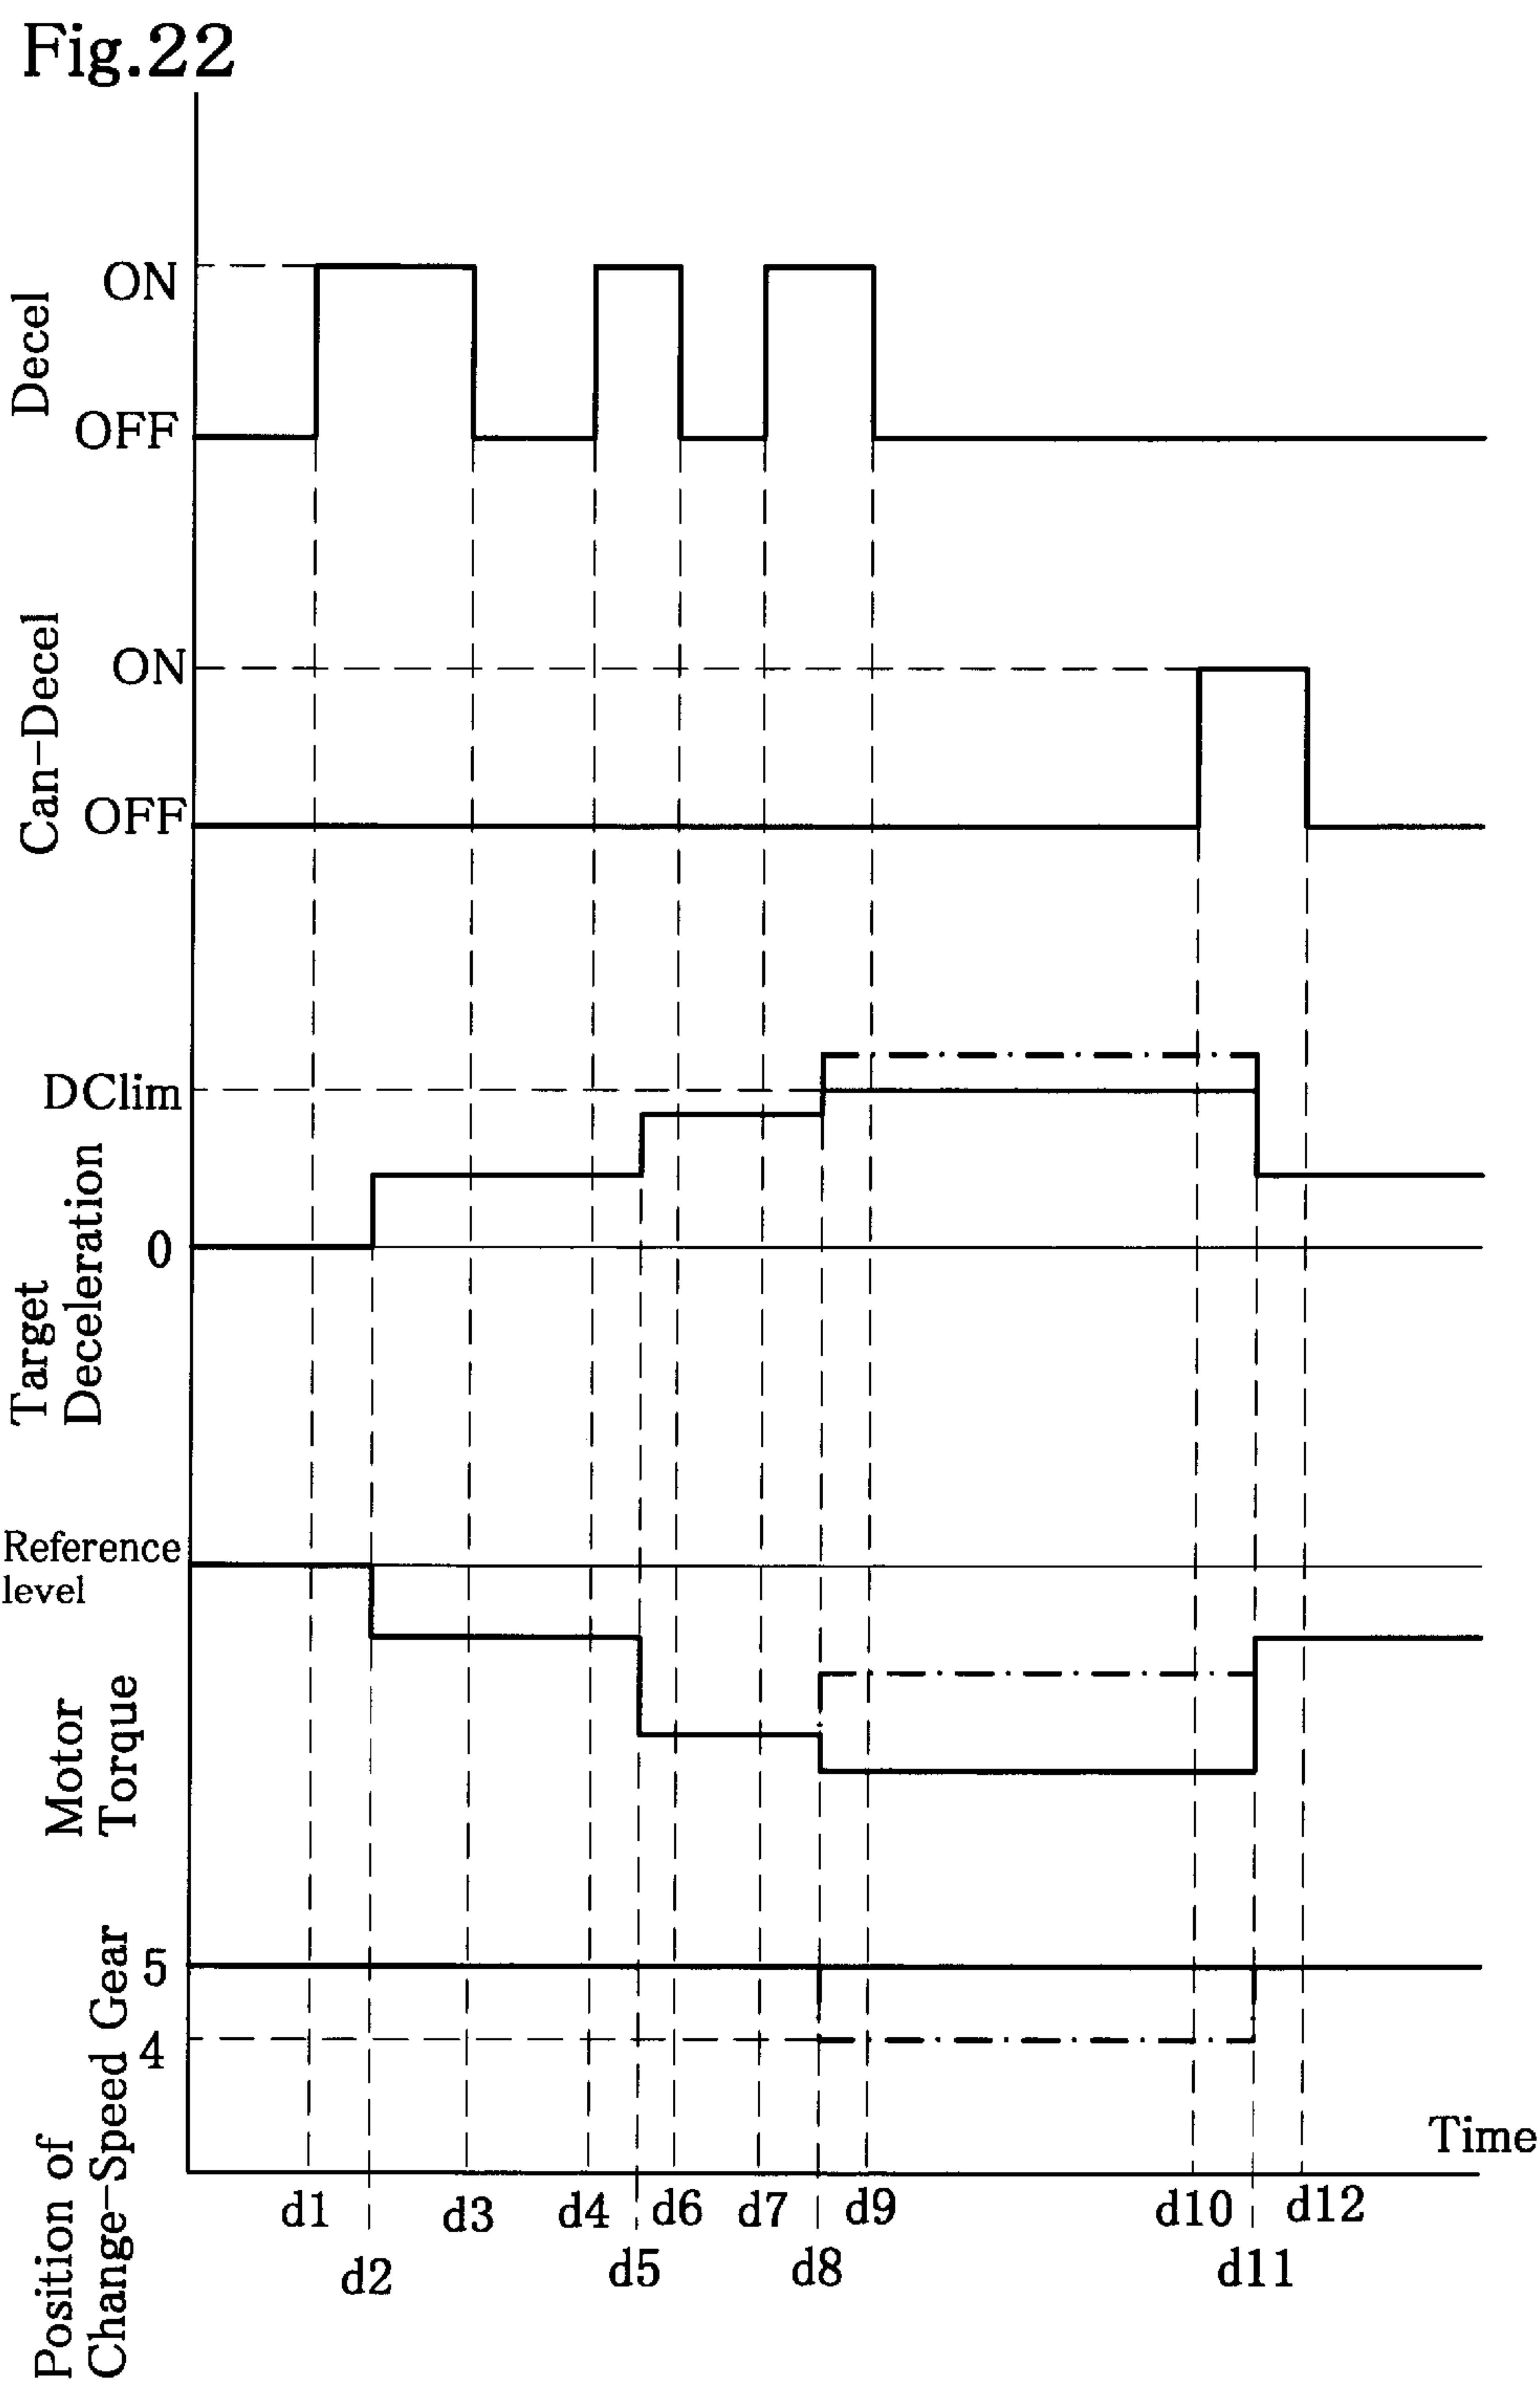 Fig.22
Decel
ON
OFF
Can-Decel
ON
OFF
Target
Deceleration
DClim
0
Reference
level
Motor
Torque
Position of
Change-Speed Gear
5
4
Time
d1
d3
d4
d6
d7
d9
d10
d12
d2
d5
d8
d11